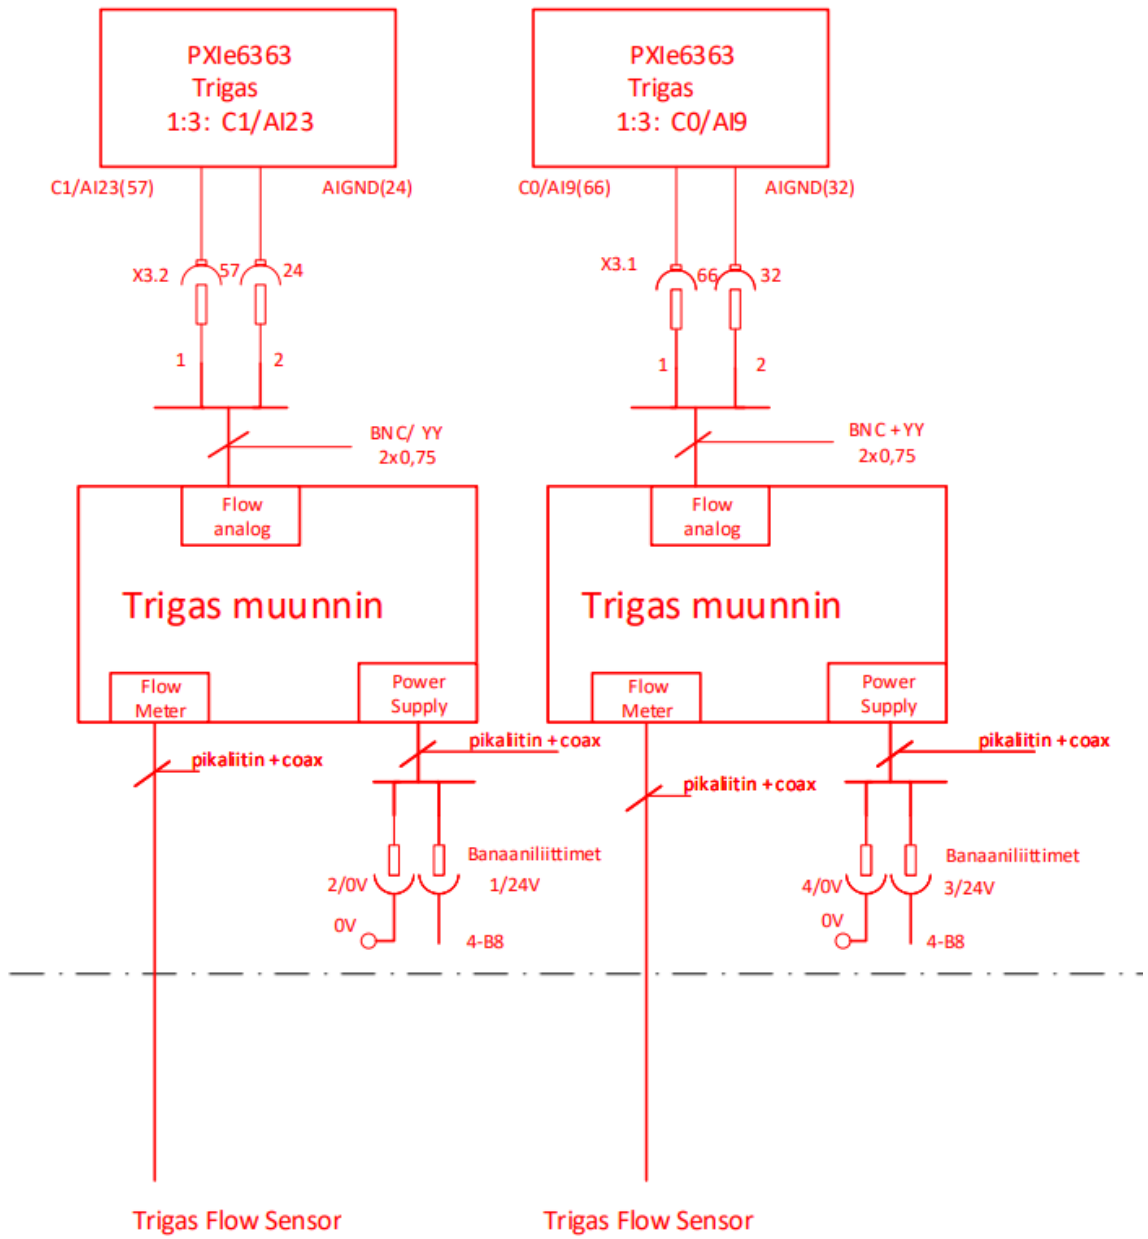 PXIe6363
Trigas
1:3: C1/AI23
PXIe6363
Trigas
1:3: C0/AI9
C1/AI23(57)
AIGND(24)
C0/AI9(66)
AIGND(32)
X3.2
57
24
X3.1
66
32
1
2
1
2
BNC/ YY
2x0,75
BNC+YY
2x0,75
Flow
analog
Flow
analog
Trigas muunnin
Trigas muunnin
Flow
Meter
Power
Supply
Flow
Meter
Power
Supply
pikaliitin+coax
pikaliitin+coax
pikaliitin+coax
pikaliitin+coax
Banaaniliittimet
2/0V
1/24V
Banaaniliittimet
4/0V
3/24V
0V
4-B8
0V
4-B8
Trigas Flow Sensor
Trigas Flow Sensor